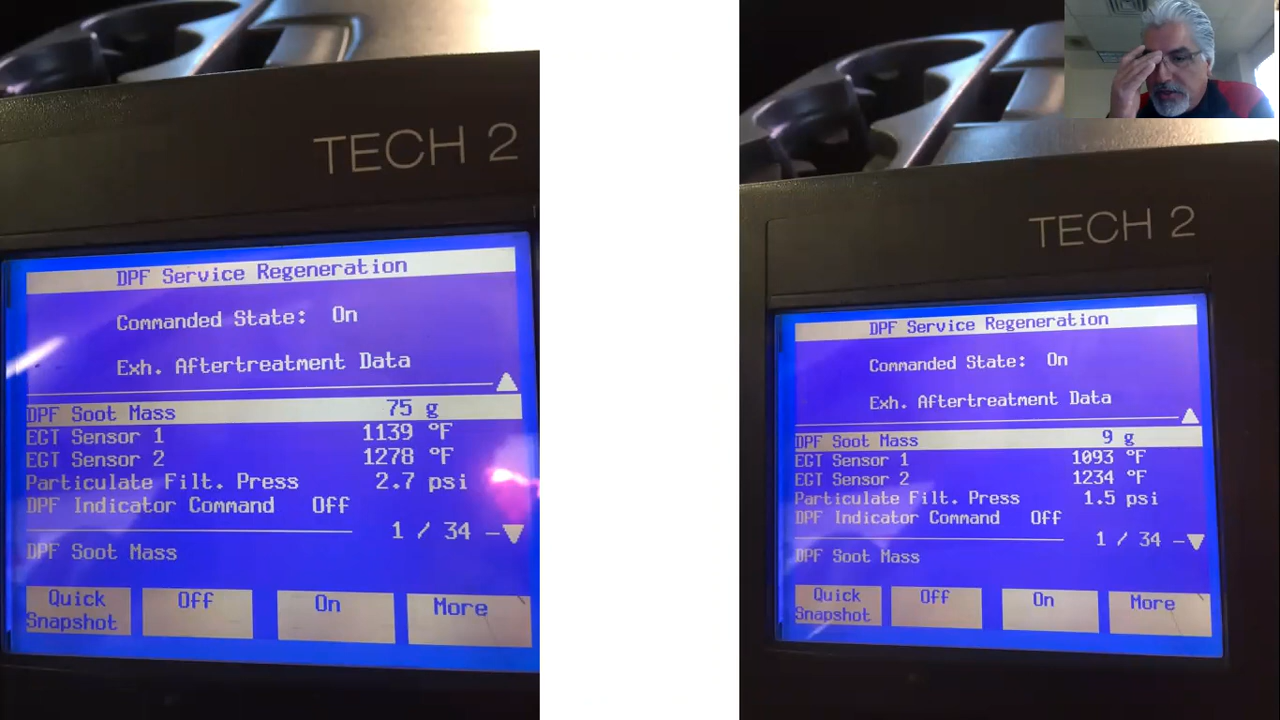 TECH 2
DPF Service Regeneration
Commanded State: On
Exh. Aftertreatment Data
DPF Soot Mass 75 g
EGT Sensor 1 1139 °F
EGT Sensor 2 1278 °F
Particulate Filt. Press 2.7 psi
DPF Indicator Command Off
1 / 34
DPF Soot Mass
Quick Snapshot
Off
On
More
TECH 2
DPF Service Regeneration
Commanded State: On
Exh. Aftertreatment Data
DPF Soot Mass 9 g
EGT Sensor 1 1093 °F
EGT Sensor 2 1234 °F
Particulate Filt. Press 1.5 psi
DPF Indicator Command Off
1 / 34
DPF Soot Mass
Quick Snapshot
Off
On
More